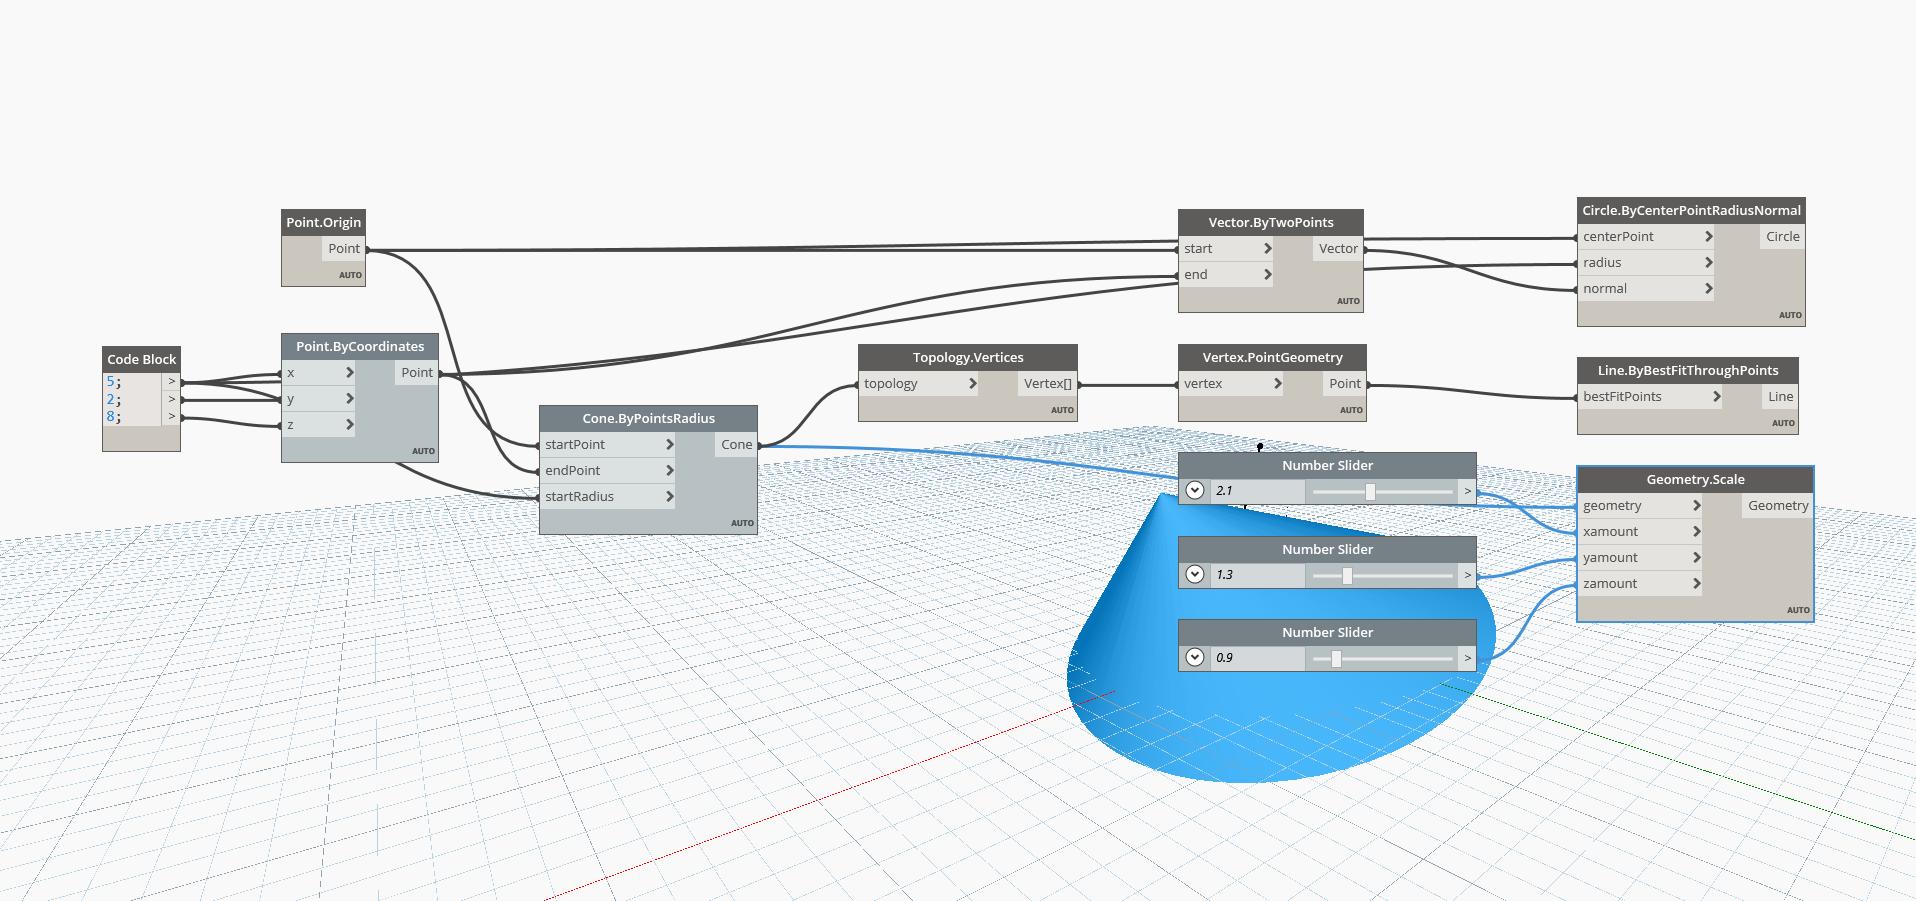 Point.Origin
Point
AUTO
Code Block
5; >
2; >
8; >
Point.ByCoordinates
x Point
y
z
AUTO
Cone.ByPointsRadius
startPoint Cone
endPoint
startRadius
AUTO
Topology.Vertices
topology Vertex[]
AUTO
Vector.ByTwoPoints
start Vector
end
AUTO
Vertex.PointGeometry
vertex Point
AUTO
Number Slider
2.1 >
Number Slider
1.3 >
Number Slider
0.9 >
Circle.ByCenterPointRadiusNormal
centerPoint Circle
radius
normal
AUTO
Line.ByBestFitThroughPoints
bestFitPoints Line
AUTO
Geometry.Scale
geometry Geometry
xamount
yamount
zamount
AUTO